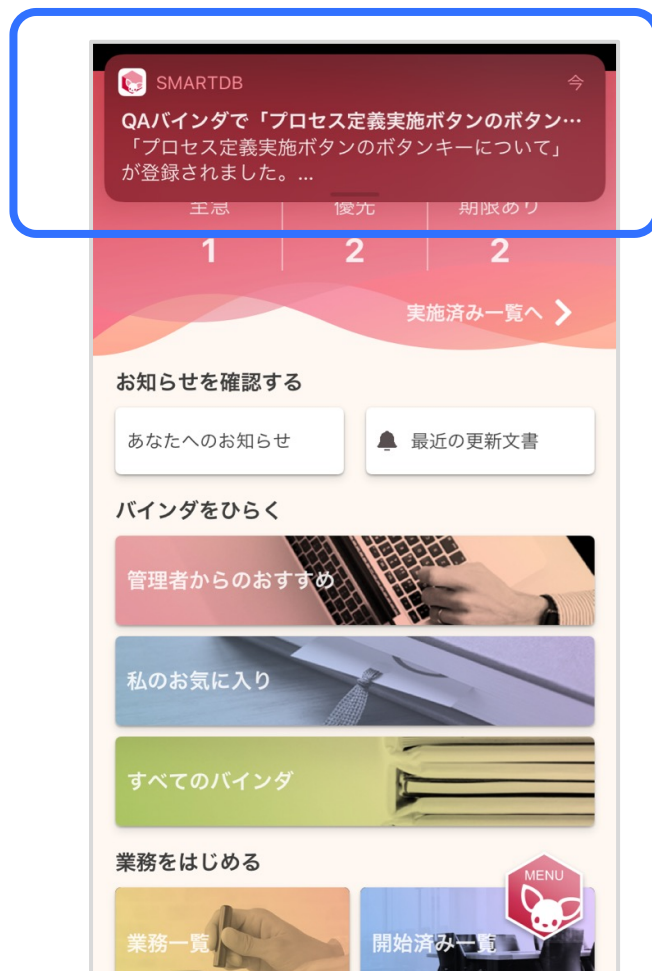 SMARTDB 今
QAバインダで「プロセス定義実施ボタンのボタン…
「プロセス定義実施ボタンのボタンキーについて」
が登録されました。...
至急 優先 期限あり
1 2 2
実施済み一覧へ
お知らせを確認する
あなたへのお知らせ 最近の更新文書
バインダをひらく
管理者からのおすすめ
私のお気に入り
すべてのバインダ
業務をはじめる
MENU
業務一覧 開始済み一覧